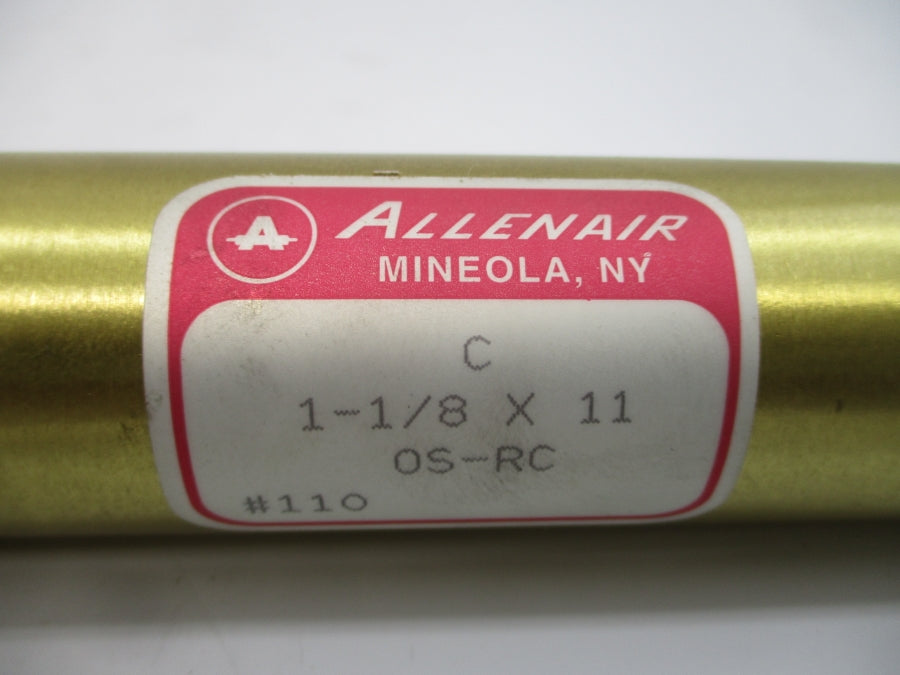 A ALLENAIR
MINEOLA, NY
C
1-1/8 X 11
OS-RC
#110